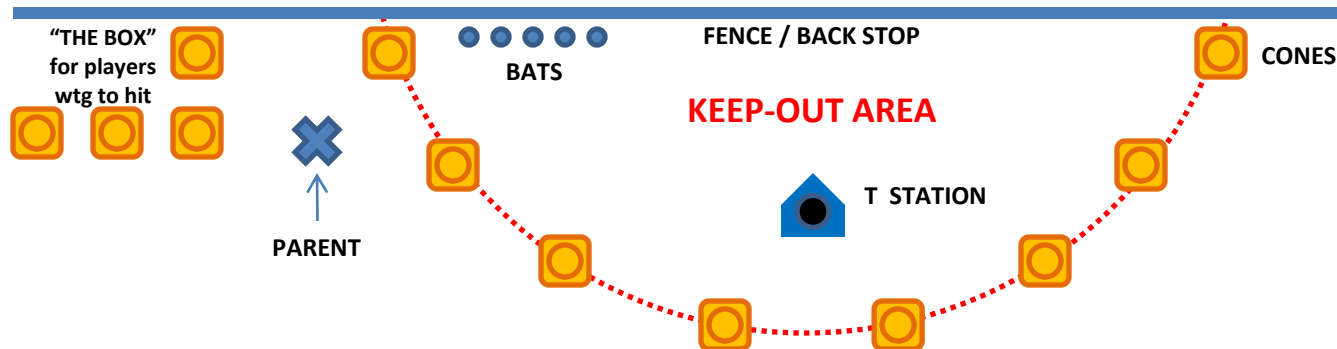 “THE BOX”
for players
wtg to hit
BATS
FENCE / BACK STOP
CONES
KEEP-OUT AREA
T STATION
PARENT